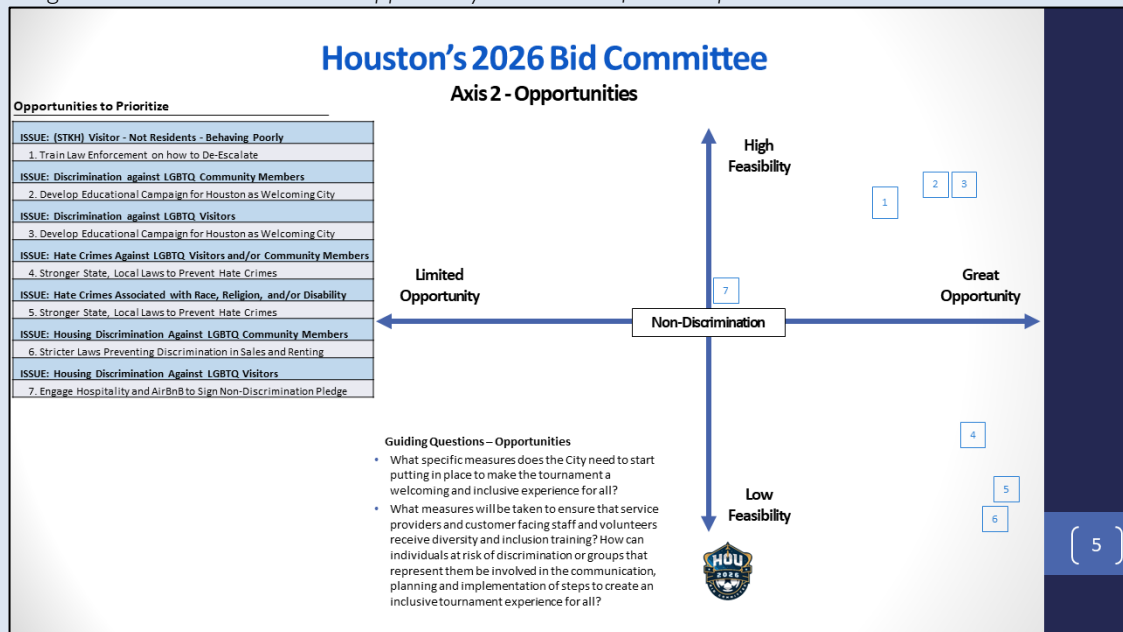 Houston's 2026 Bid Committee
Axis 2 - Opportunities
Opportunities to Prioritize
ISSUE: (STKH) Visitor - Not Residents - Behaving Poorly
1. Train Law Enforcement on how to De-Escalate
ISSUE: Discrimination against LGBTQ Community Members
2. Develop Educational Campaign for Houston as Welcoming City
ISSUE: Discrimination against LGBTQ Visitors
3. Develop Educational Campaign for Houston as Welcoming City
ISSUE: Hate Crimes Against LGBTQ Visitors and/or Community Members
4. Stronger State, Local Laws to Prevent Hate Crimes
ISSUE: Hate Crimes Associated with Race, Religion, and/or Disability
5. Stronger State, Local Laws to Prevent Hate Crimes
ISSUE: Housing Discrimination Against LGBTQ Community Members
6. Stricter Laws Preventing Discrimination in Sales and Renting
ISSUE: Housing Discrimination Against LGBTQ Visitors
7. Engage Hospitality and AirBnB to Sign Non-Discrimination Pledge
High
Feasibility
1
2
3
Limited
Opportunity
7
Great
Opportunity
Non-Discrimination
4
5
6
Low
Feasibility
Guiding Questions – Opportunities
• What specific measures does the City need to start
putting in place to make the tournament a
welcoming and inclusive experience for all?
• What measures will be taken to ensure that service
providers and customer facing staff and volunteers
receive diversity and inclusion training? How can
individuals at risk of discrimination or groups that
represent them be involved in the communication,
planning and implementation of steps to create an
inclusive tournament experience for all?
HOU
2026
5